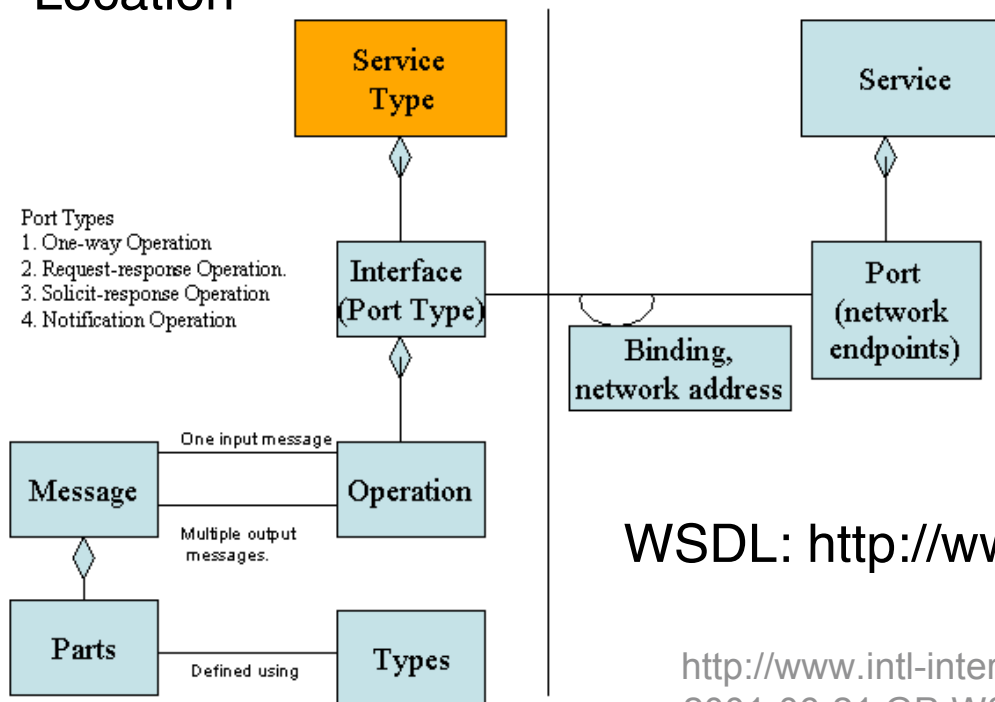 Location
Service
Type
Service
Port Types
1. One-way Operation
2. Request-response Operation.
3. Solicit-response Operation
4. Notification Operation
Interface
(Port Type)
Port
(network
endpoints)
Binding,
network address
One input message
Message
Operation
Multiple output
messages.
WSDL: http://ww
Parts
Defined using
Types
http://www.intl-inter